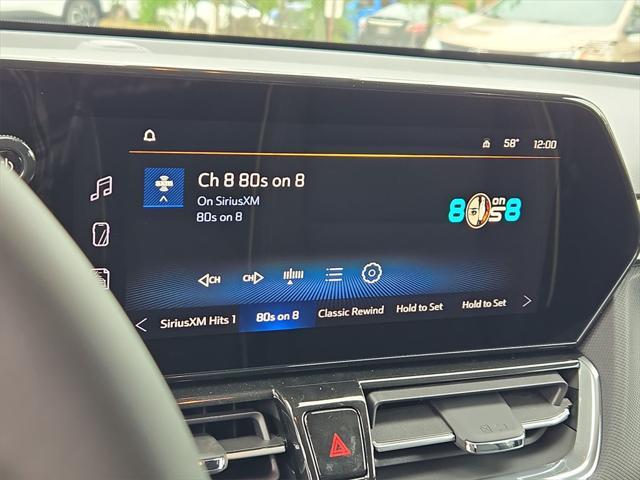 58° 12:00
Ch 8 80s on 8
On SiriusXM
80s on 8
80s on 8
CH CH
SiriusXM Hits 1 80s on 8 Classic Rewind Hold to Set Hold to Set